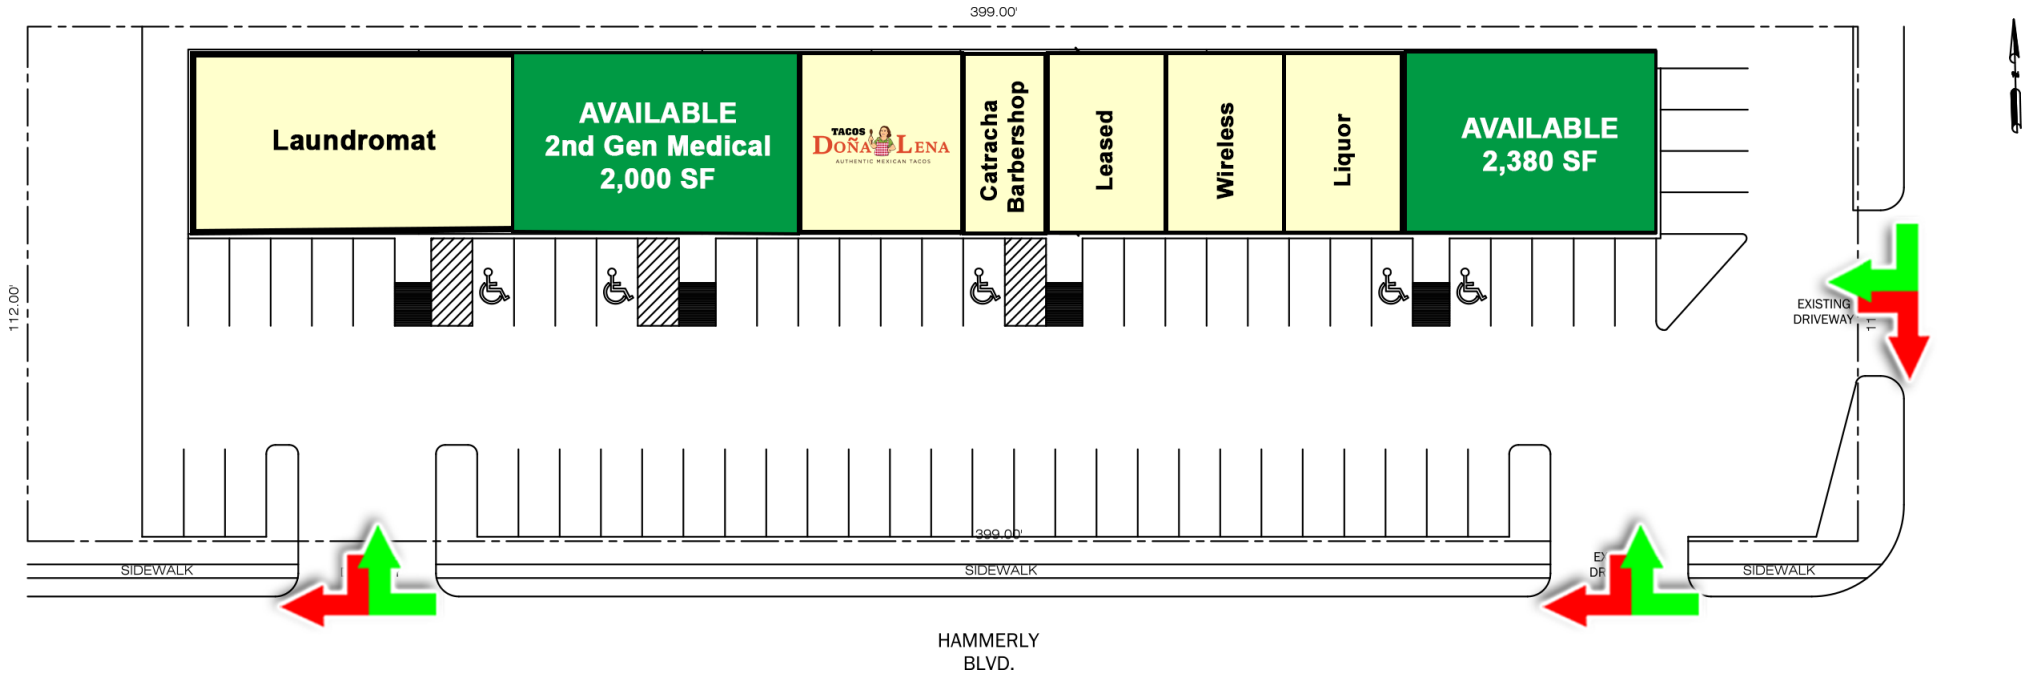 399.00'
Laundromat
AVAILABLE
2nd Gen Medical
2,000 SF
TACOS
DOÑA LENA
AUTHENTIC MEXICAN TACOS
Catracha
Barbershop
Leased
Wireless
Liquor
AVAILABLE
2,380 SF
112.00'
EXISTING
DRIVEWAY
399.00'
SIDEWALK
SIDEWALK
SIDEWALK
HAMMERLY
BLVD.